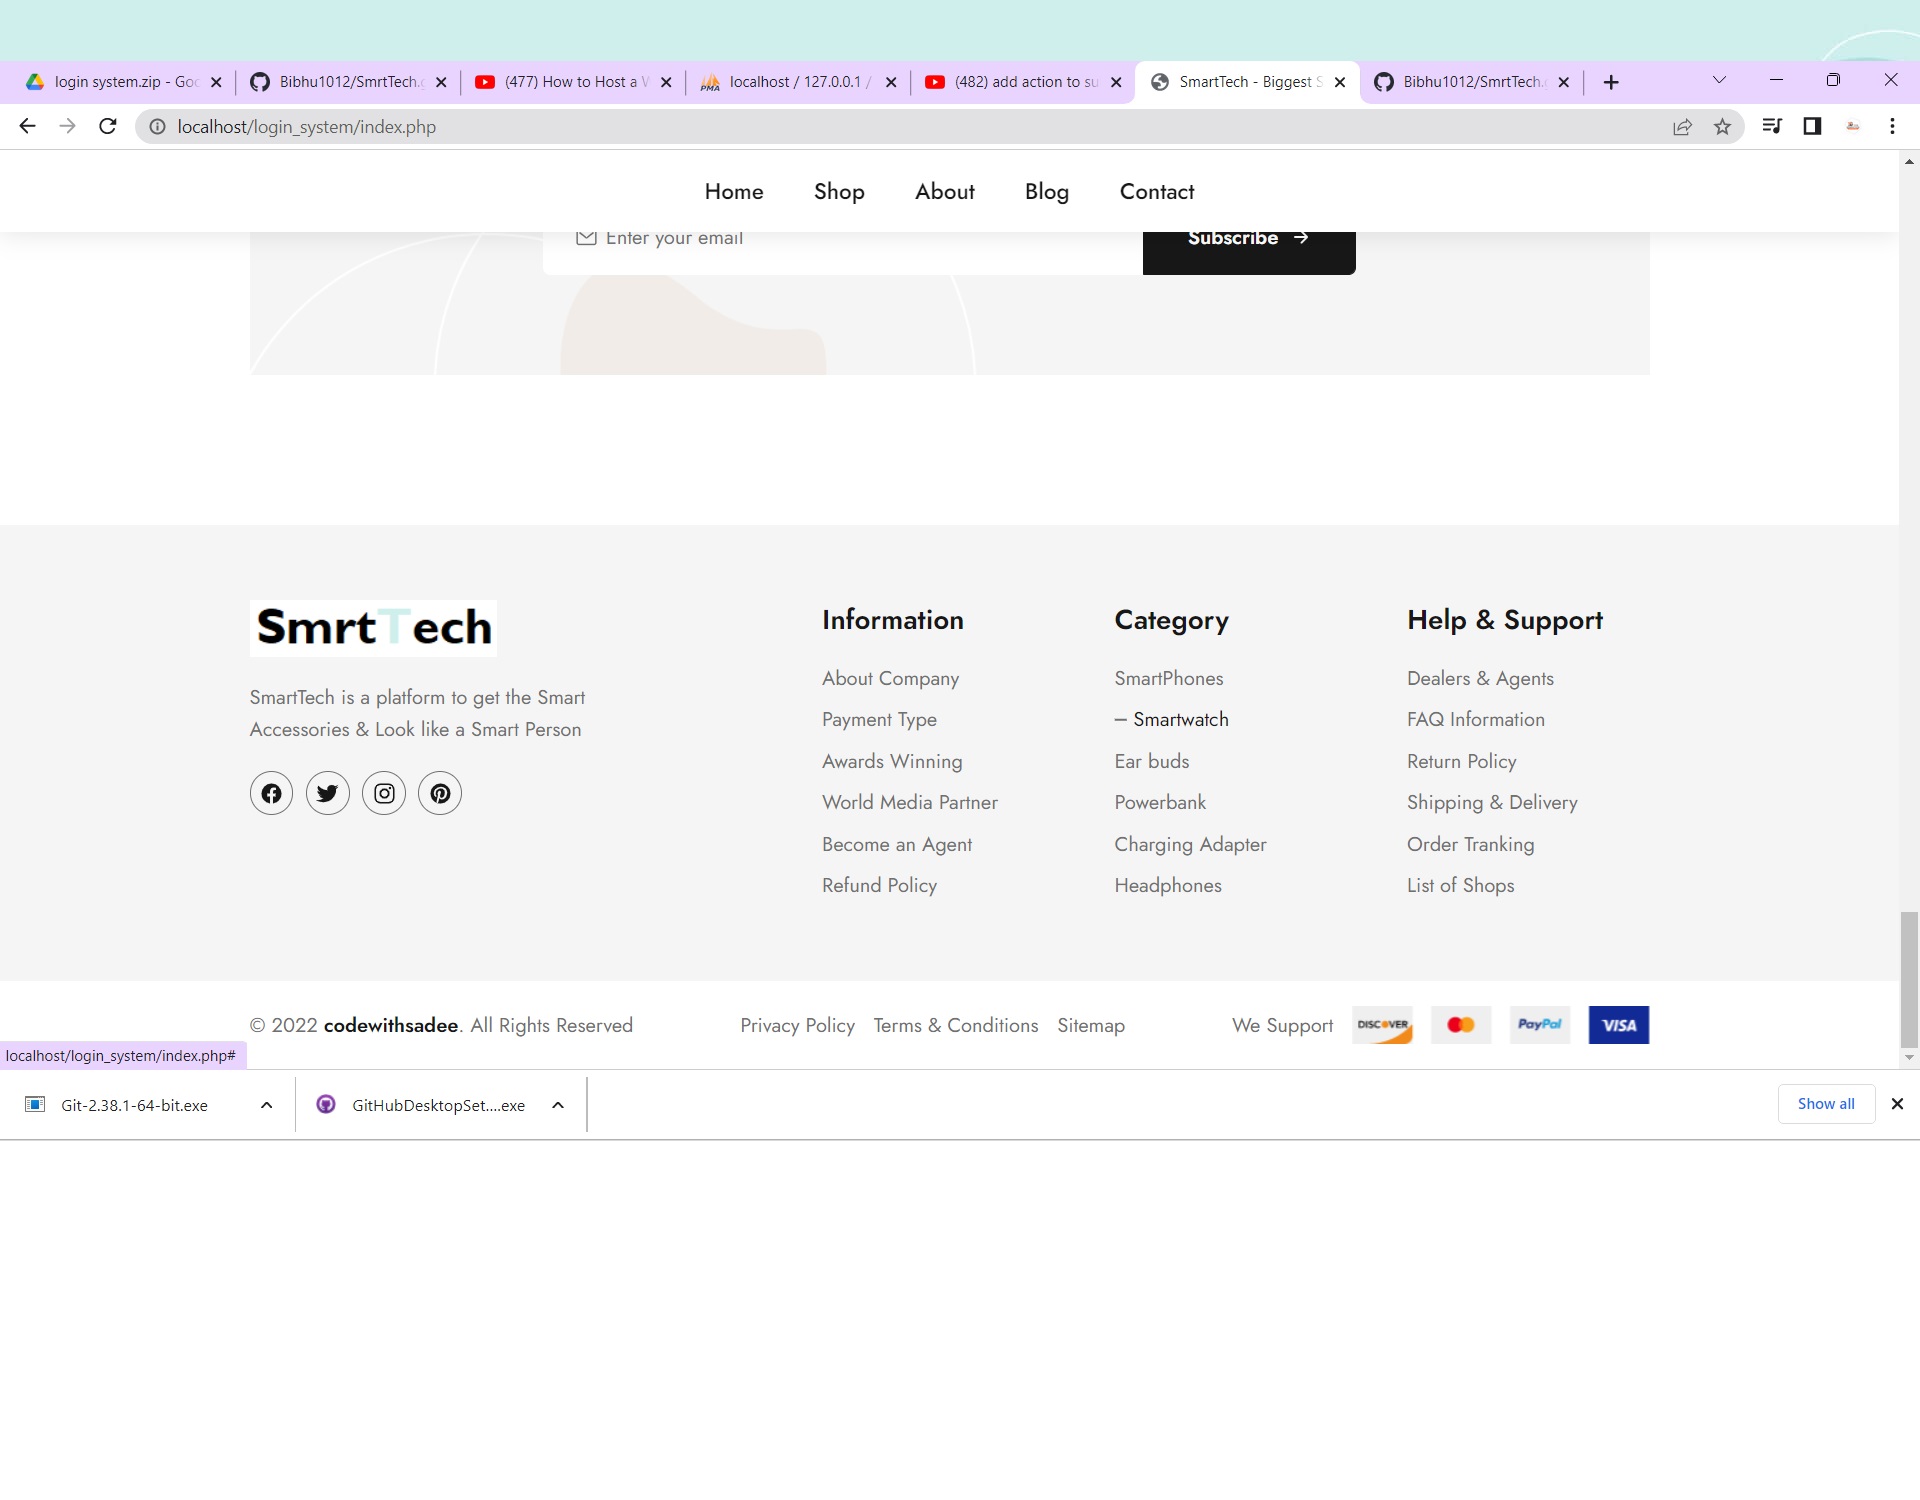 login system.zip - Goo
Bibhu1012/SmrtTech.g
(477) How to Host a W
localhost / 127.0.0.1 /
(482) add action to su
SmartTech - Biggest S
Bibhu1012/SmrtTech.g
localhost/login_system/index.php
Home Shop About Blog Contact
Enter your email
Subscribe
SmrtTech
SmartTech is a platform to get the Smart
Accessories & Look like a Smart Person
Information
About Company
Payment Type
Awards Winning
World Media Partner
Become an Agent
Refund Policy
Category
SmartPhones
– Smartwatch
Ear buds
Powerbank
Charging Adapter
Headphones
Help & Support
Dealers & Agents
FAQ Information
Return Policy
Shipping & Delivery
Order Tranking
List of Shops
© 2022 codewithsadee. All Rights Reserved
Privacy Policy Terms & Conditions Sitemap
We Support
DISCOVER
PayPal
VISA
localhost/login_system/index.php#
Git-2.38.1-64-bit.exe
GitHubDesktopSet....exe
Show all